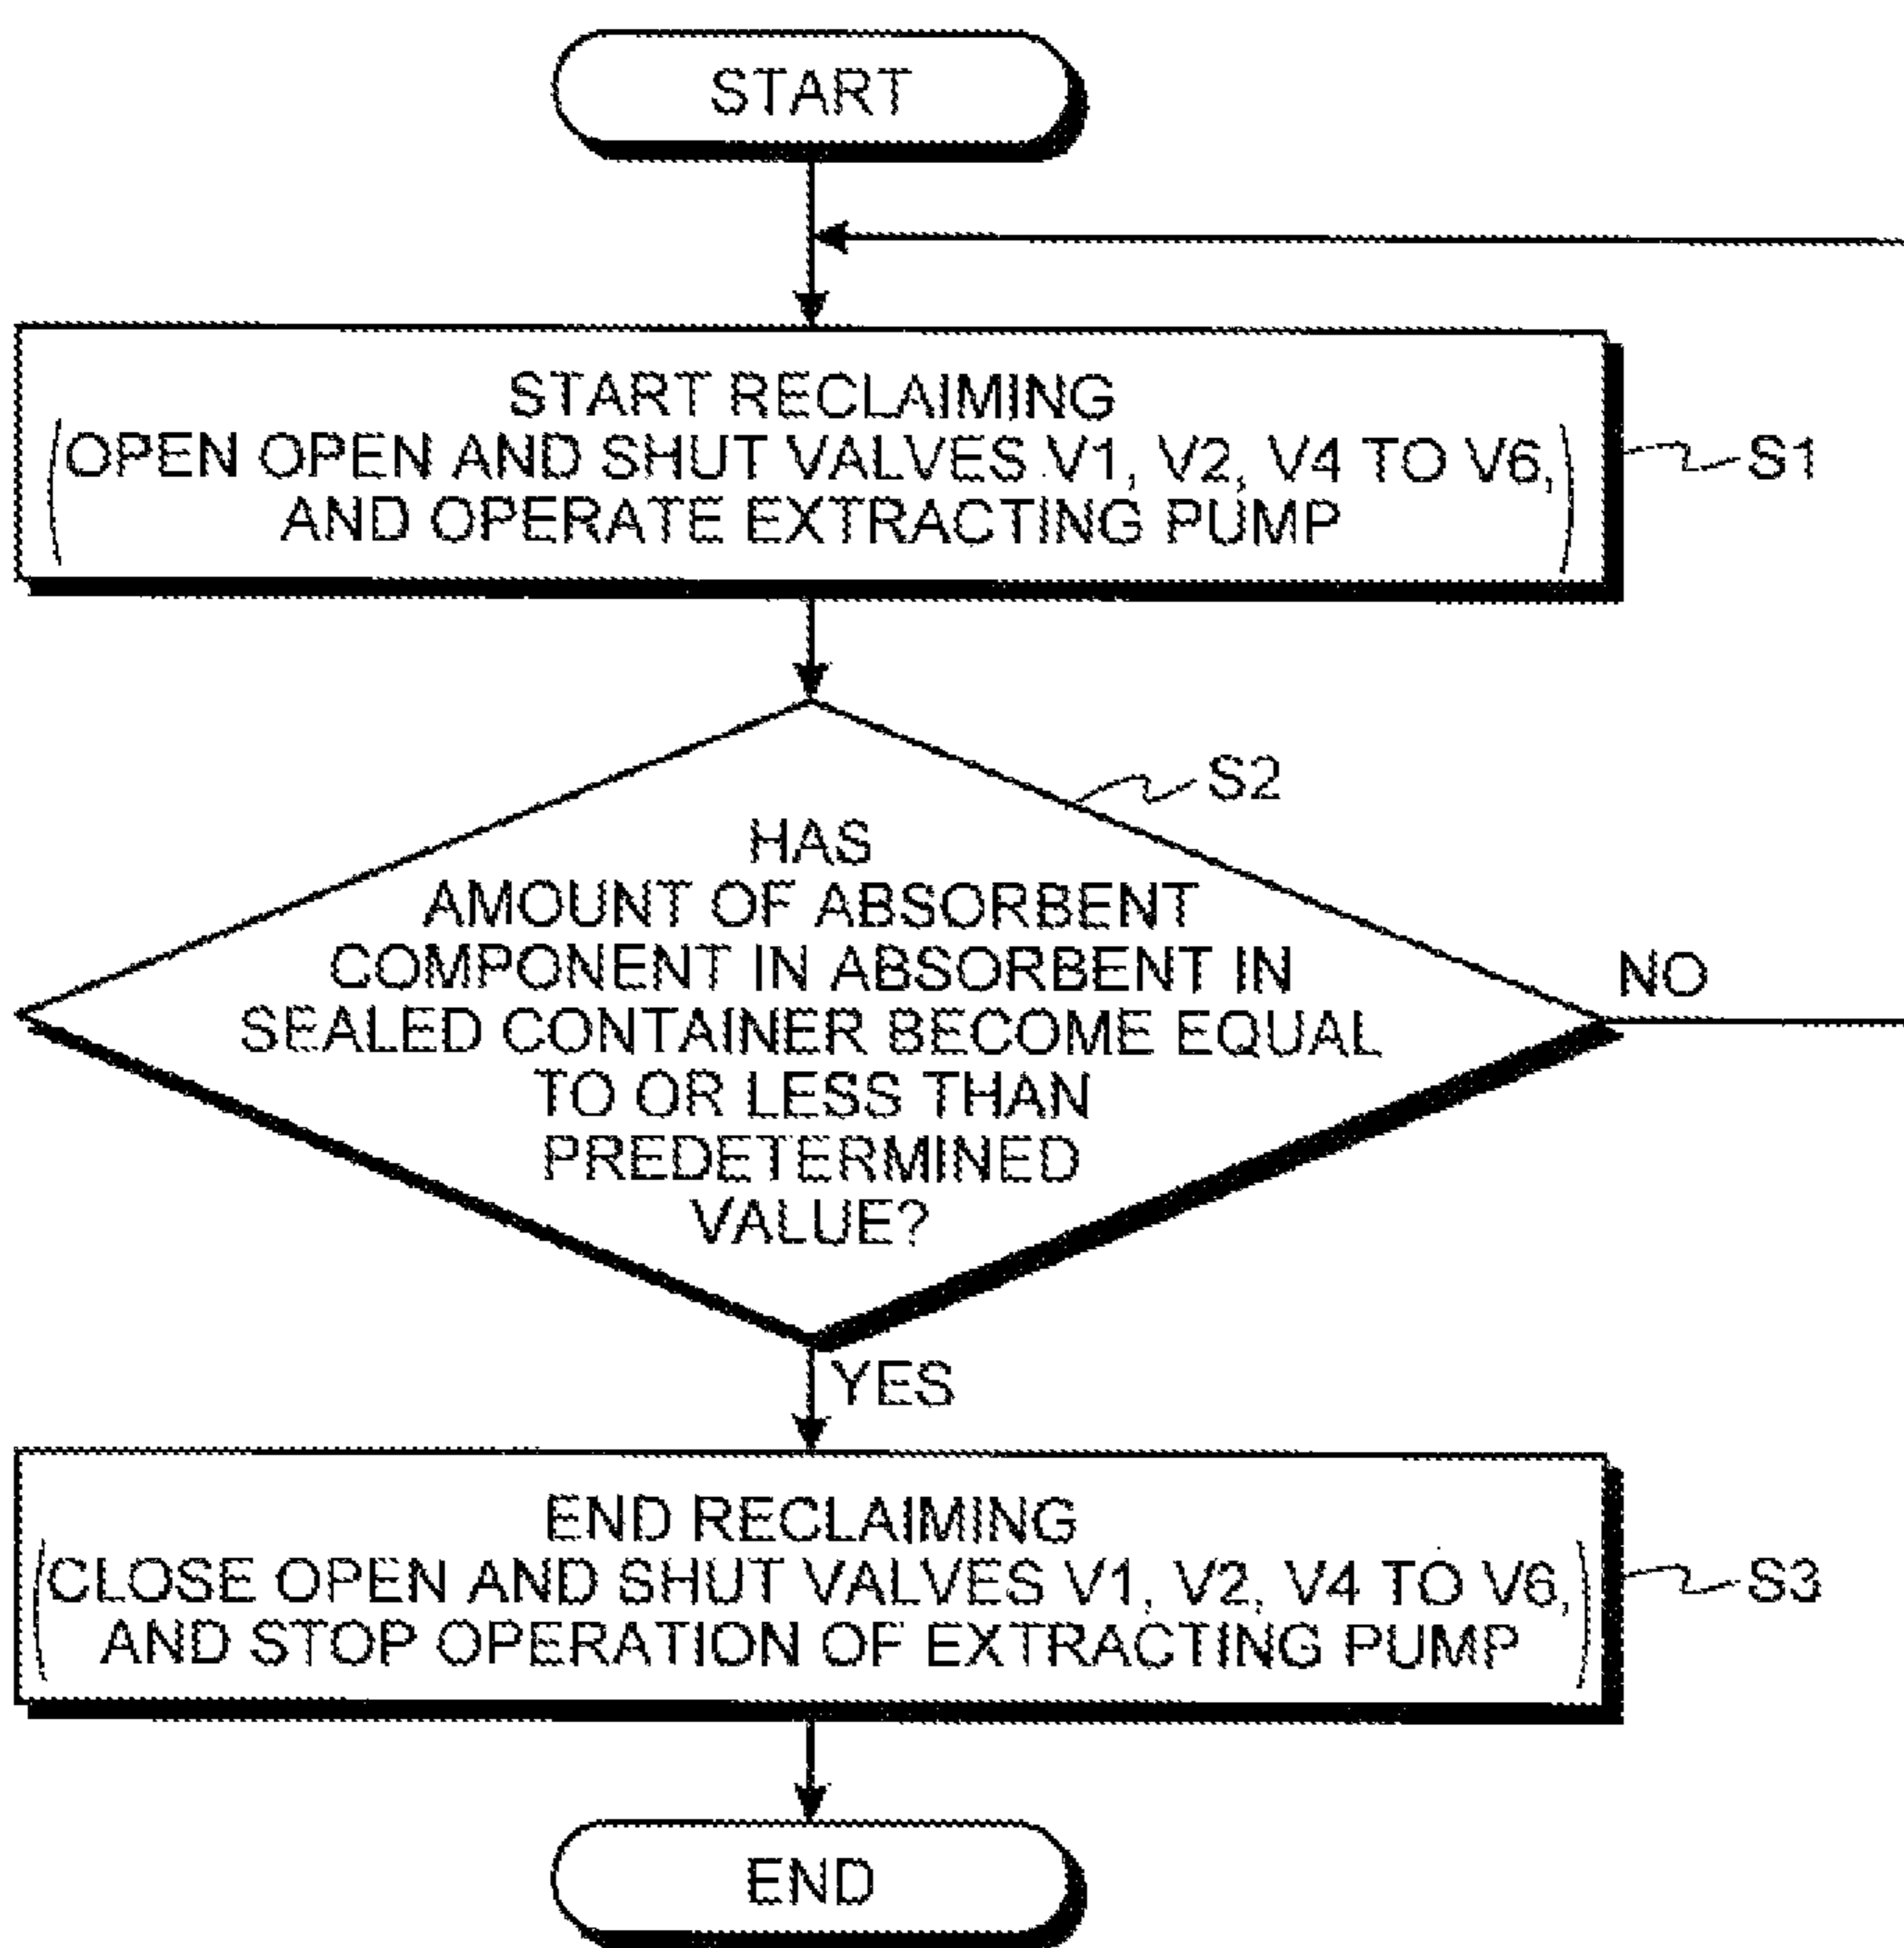 START
START RECLAIMING
(OPEN OPEN AND SHUT VALVES V1, V2, V4 TO V6,
AND OPERATE EXTRACTING PUMP)
S1
S2
HAS
AMOUNT OF ABSORBENT
COMPONENT IN ABSORBENT IN
SEALED CONTAINER BECOME EQUAL
TO OR LESS THAN
PREDETERMINED
VALUE?
NO
YES
END RECLAIMING
(CLOSE OPEN AND SHUT VALVES V1, V2, V4 TO V6,
AND STOP OPERATION OF EXTRACTING PUMP)
S3
END